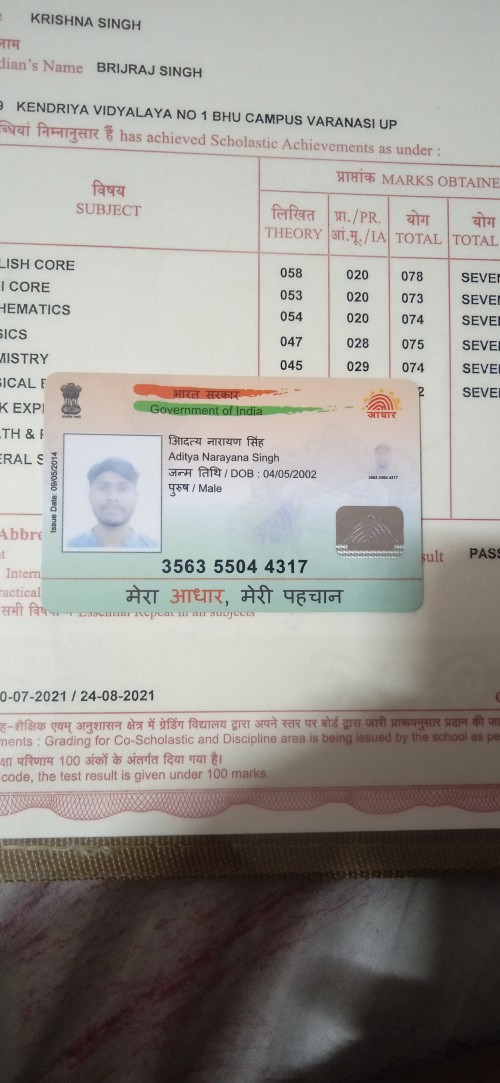 KRISHNA SINGH
नाम
dian's Name BRIJRAJ SINGH
9 KENDRIYA VIDYALAYA NO 1 BHU CAMPUS VARANASI UP
ब्धियां निम्नानुसार हैं has achieved Scholastic Achievements as under :
प्राप्तांक MARKS OBTAINE
विषय
SUBJECT
लिखित प्रा./PR. योग योग
THEORY आं.मू./IA TOTAL TOTAL
LISH CORE 058 020 078 SEVEN
I CORE 053 020 073 SEVE
HEMATICS 054 020 074 SEVE
SICS 047 028 075 SEVE
MISTRY 045 029 074 SEVE
SICAL E 2 SEVE
K EXPI
LTH & F
ERAL S
भारत सरकार
Government of India
आधार
Issue Date: 09/05/2014
आिदत्य नारायण सिंह
Aditya Narayana Singh
जन्म तिथि / DOB : 04/05/2002
पुरुष / Male
3563 5504 4317
3563 5504 4317
मेरा आधार, मेरी पहचान
Abbre
Intern
ractical
sult PASS
सभी विष Essential Repeat in all subjects
0-07-2021 / 24-08-2021
ह-शैक्षिक एवम् अनुशासन क्षेत्र में ग्रेडिंग विद्यालय द्वारा अपने स्तर पर बोर्ड द्वारा जारी प्रारूपनुसार प्रदान की जा
ments : Grading for Co-Scholastic and Discipline area is being issued by the school as pe
क्षा परिणाम 100 अंकों के अंतर्गत दिया गया है।
code, the test result is given under 100 marks.